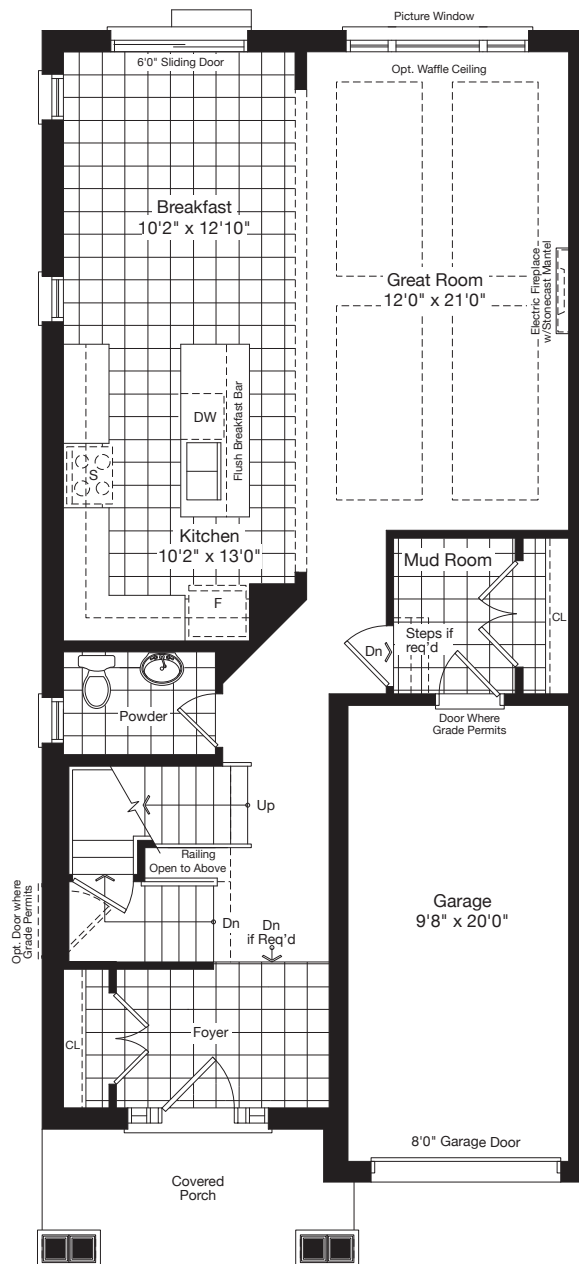 Picture Window
6'0" Sliding Door
Opt. Waffle Ceiling
Breakfast
10'2" x 12'10"
Great Room
12'0" x 21'0"
Electric Fireplace
w/Stonecast Mantel
DW
Flush Breakfast Bar
S
Kitchen
10'2" x 13'0"
F
Mud Room
CL
Steps if
req'd
Dn
Powder
Door Where
Grade Permits
Up
Railing
Open to Above
Opt. Door where
Grade Permits
Dn
Dn
if Req'd
Garage
9'8" x 20'0"
CL
Foyer
8'0" Garage Door
Covered
Porch